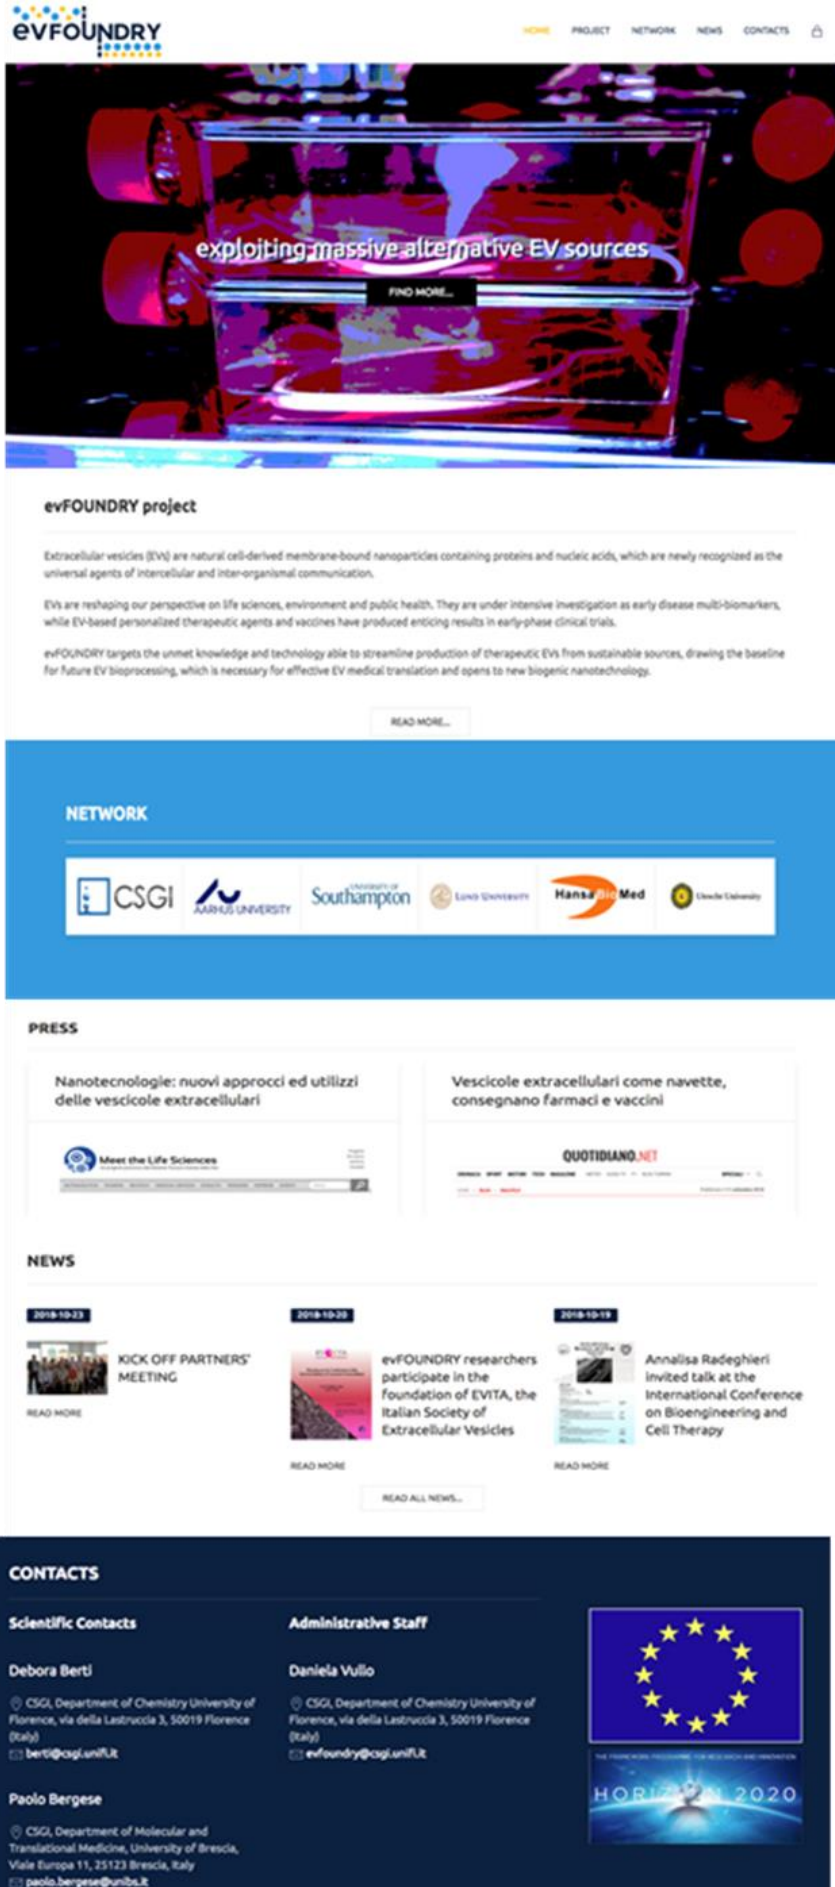 evFOUNDRY
HOME PROJECT NETWORK NEWS CONTACTS
exploiting massive alternative EV sources
FIND MORE...
evFOUNDRY project
Extracellular vesicles (EVs) are natural cell-derived membrane-bound nanoparticles containing proteins and nucleic acids, which are newly recognized as the
universal agents of intercellular and inter-organismal communication.
EVs are reshaping our perspective on life sciences, environment and public health. They are under intensive investigation as early disease multi-biomarkers,
while EV-based personalized therapeutic agents and vaccines have produced enticing results in early-phase clinical trials.
evFOUNDRY targets the unmet knowledge and technology able to streamline production of therapeutic EVs from sustainable sources, drawing the baseline
for future EV bioprocessing, which is necessary for effective EV medical translation and opens to new biogenic nanotechnology.
READ MORE...
NETWORK
CSGI
AARHUS UNIVERSITY
UNIVERSITY OF
Southampton
LUND UNIVERSITY
HansaBioMed
Utrecht University
PRESS
Nanotecnologie: nuovi approcci ed utilizzi
delle vescicole extracellulari
Meet the Life Sciences
Vescicole extracellulari come navette,
consegnano farmaci e vaccini
QUOTIDIANO.NET
NEWS
2018-10-23
KICK OFF PARTNERS'
MEETING
READ MORE
2018-10-20
evFOUNDRY researchers
participate in the
foundation of EVITA, the
Italian Society of
Extracellular Vesicles
READ MORE
2018-10-19
Annalisa Radeghieri
invited talk at the
International Conference
on Bioengineering and
Cell Therapy
READ MORE
READ ALL NEWS...
CONTACTS
Scientific Contacts
Debora Berti
CSGI, Department of Chemistry University of
Florence, via della Lastruccia 3, 50019 Florence
(Italy)
berti@csgi.unifi.it
Paolo Bergese
CSGI, Department of Molecular and
Translational Medicine, University of Brescia,
Viale Europa 11, 25123 Brescia, Italy
paolo.bergese@unibs.it
Administrative Staff
Daniela Vullo
CSGI, Department of Chemistry University of
Florence, via della Lastruccia 3, 50019 Florence
(Italy)
evfoundry@csgi.unifi.it
THE FRAMEWORK PROGRAMME FOR RESEARCH AND INNOVATION
HORIZON 2020